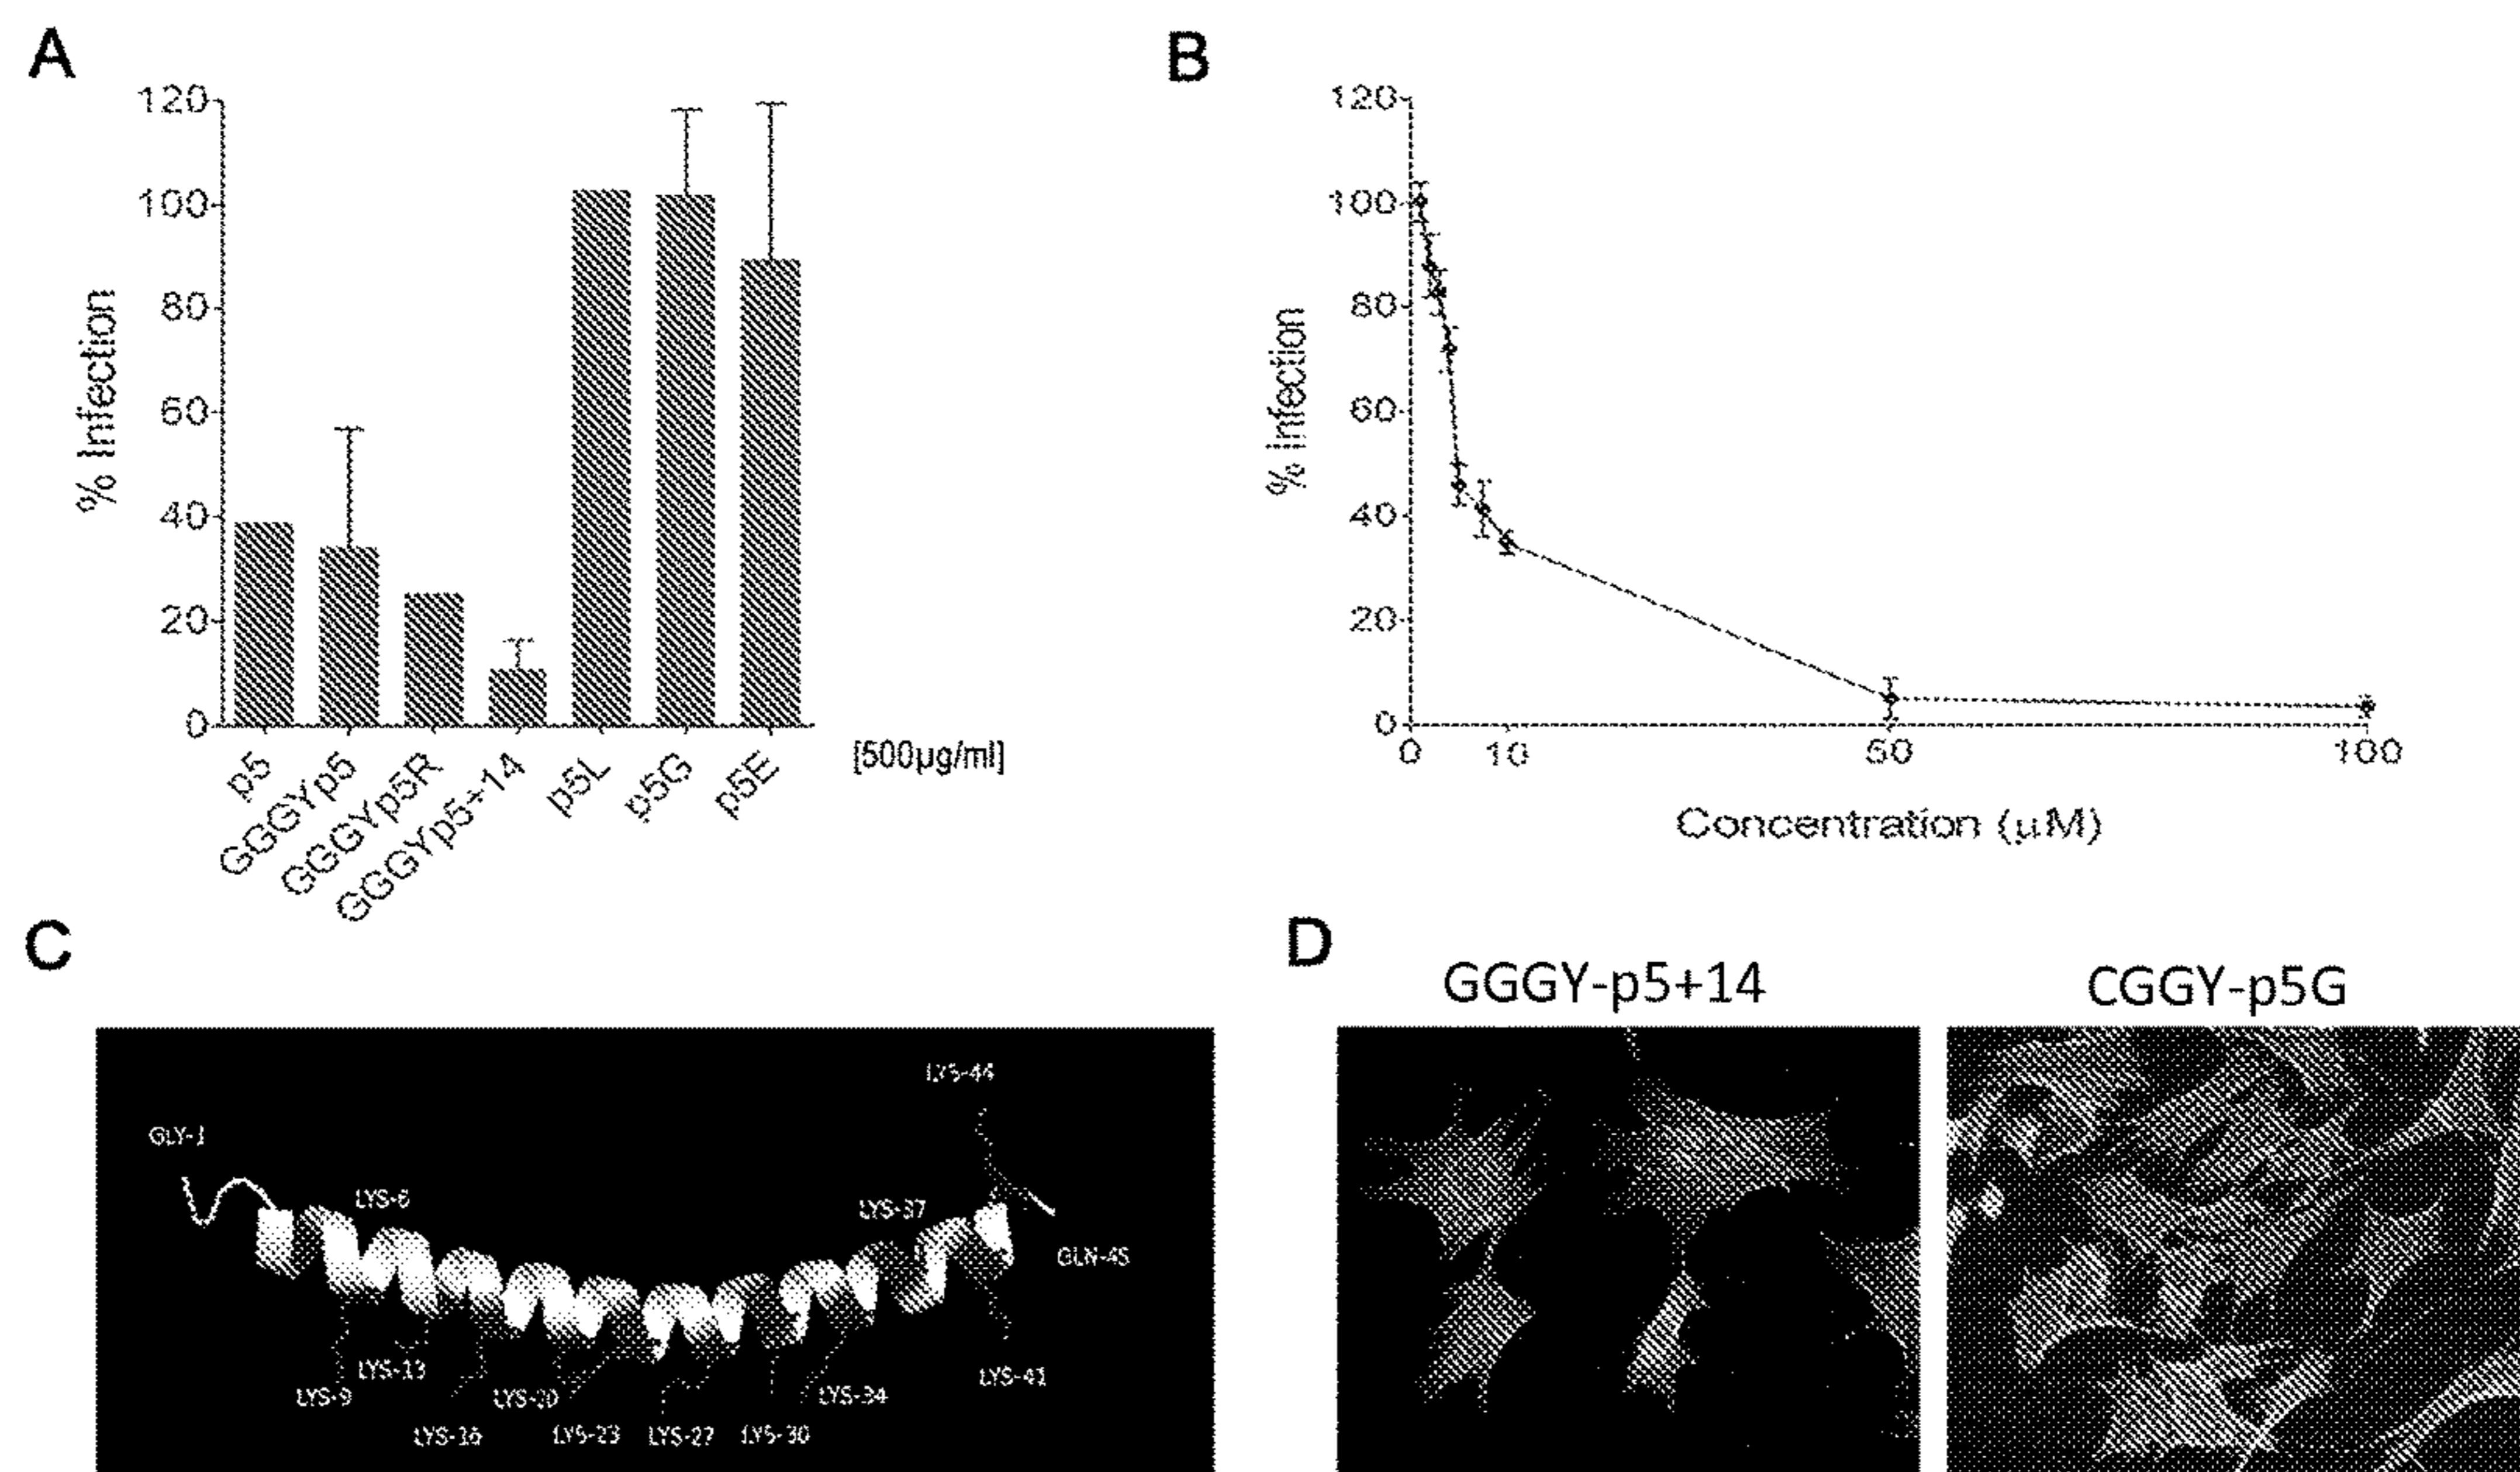 A
120
100
80
60
40
20
0
% Infection
p5
GGGYp5
GGGYp5R
GGGYp5+14
p5L
p5G
p5E
[500µg/ml]
B
120
100
80
60
40
20
0
% Infection
0 10 50 100
Concentration (µM)
C
LYS-44
GLY-1
LYS-6
LYS-37
GLN-45
LYS-13
LYS-41
LYS-9
LYS-20
LYS-34
LYS-16
LYS-23
LYS-27
LYS-30
D
GGGY-p5+14
CGGY-p5G